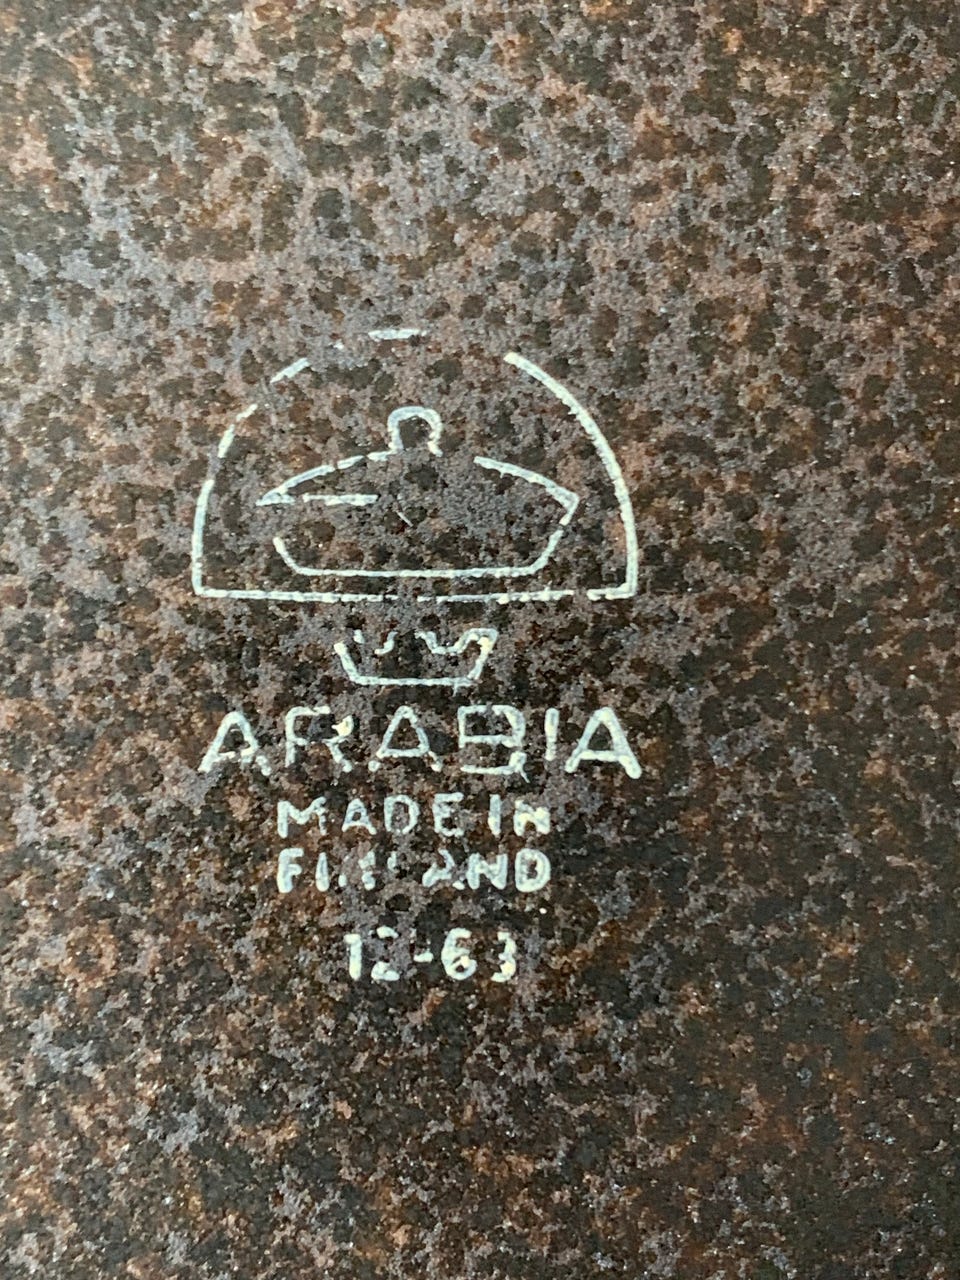 ARABIA
MADE IN
FINLAND
12-63